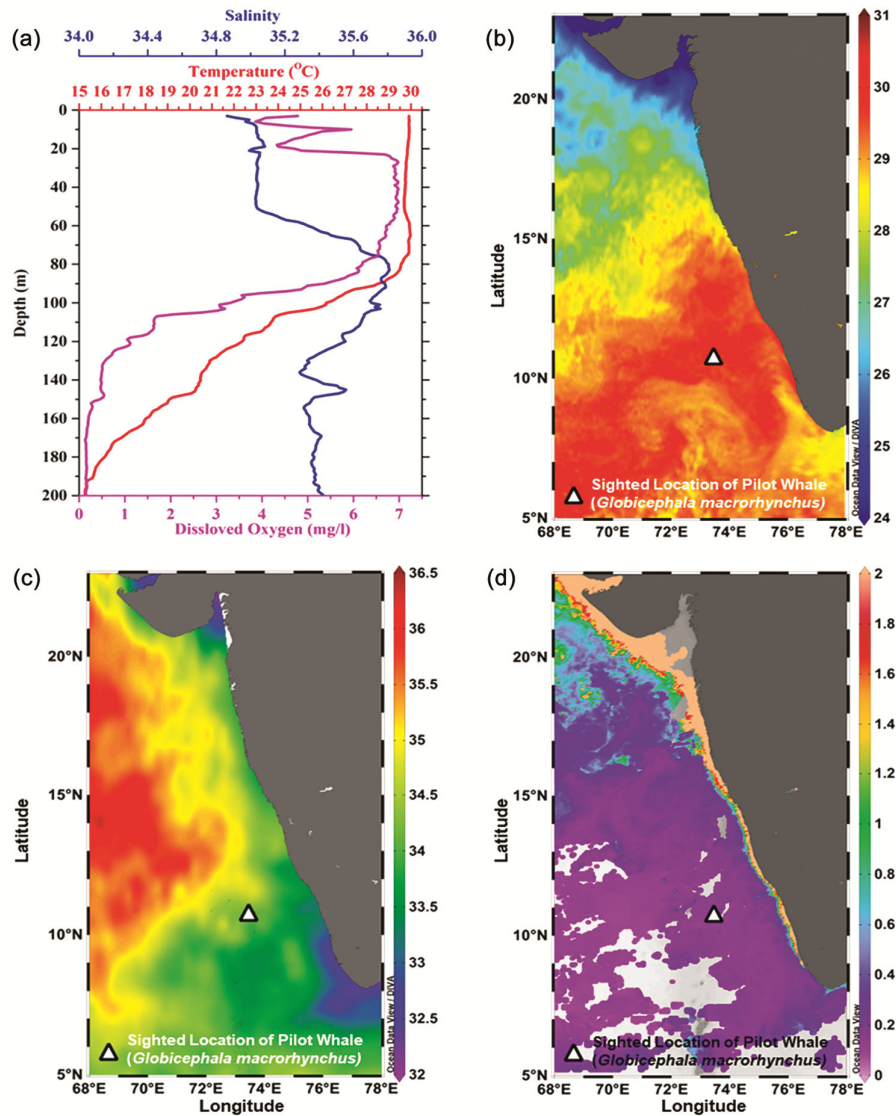 (a)
Salinity
34.0 34.4 34.8 35.2 35.6 36.0
Temperature (°C)
15 16 17 18 19 20 21 22 23 24 25 26 27 28 29 30
0
20
40
60
80
100
120
140
160
180
200
Depth (m)
0 1 2 3 4 5 6 7
Dissloved Oxygen (mg/l)
(b)
20°N
15°N
10°N
5°N
Latitude
68°E 70°E 72°E 74°E 76°E 78°E
Sighted Location of Pilot Whale
(Globicephala macrorhynchus)
Ocean Data View / DIVA
31
30
29
28
27
26
25
24
(c)
20°N
15°N
10°N
5°N
Latitude
68°E 70°E 72°E 74°E 76°E 78°E
Longitude
Sighted Location of Pilot Whale
(Globicephala macrorhynchus)
Ocean Data View / DIVA
36.5
36
35.5
35
34.5
34
33.5
33
32.5
32
(d)
20°N
15°N
10°N
5°N
Latitude
68°E 70°E 72°E 74°E 76°E 78°E
Longitude
Sighted Location of Pilot Whale
(Globicephala macrorhynchus)
Ocean Data View / DIVA
2
1.8
1.6
1.4
1.2
1
0.8
0.6
0.4
0.2
0